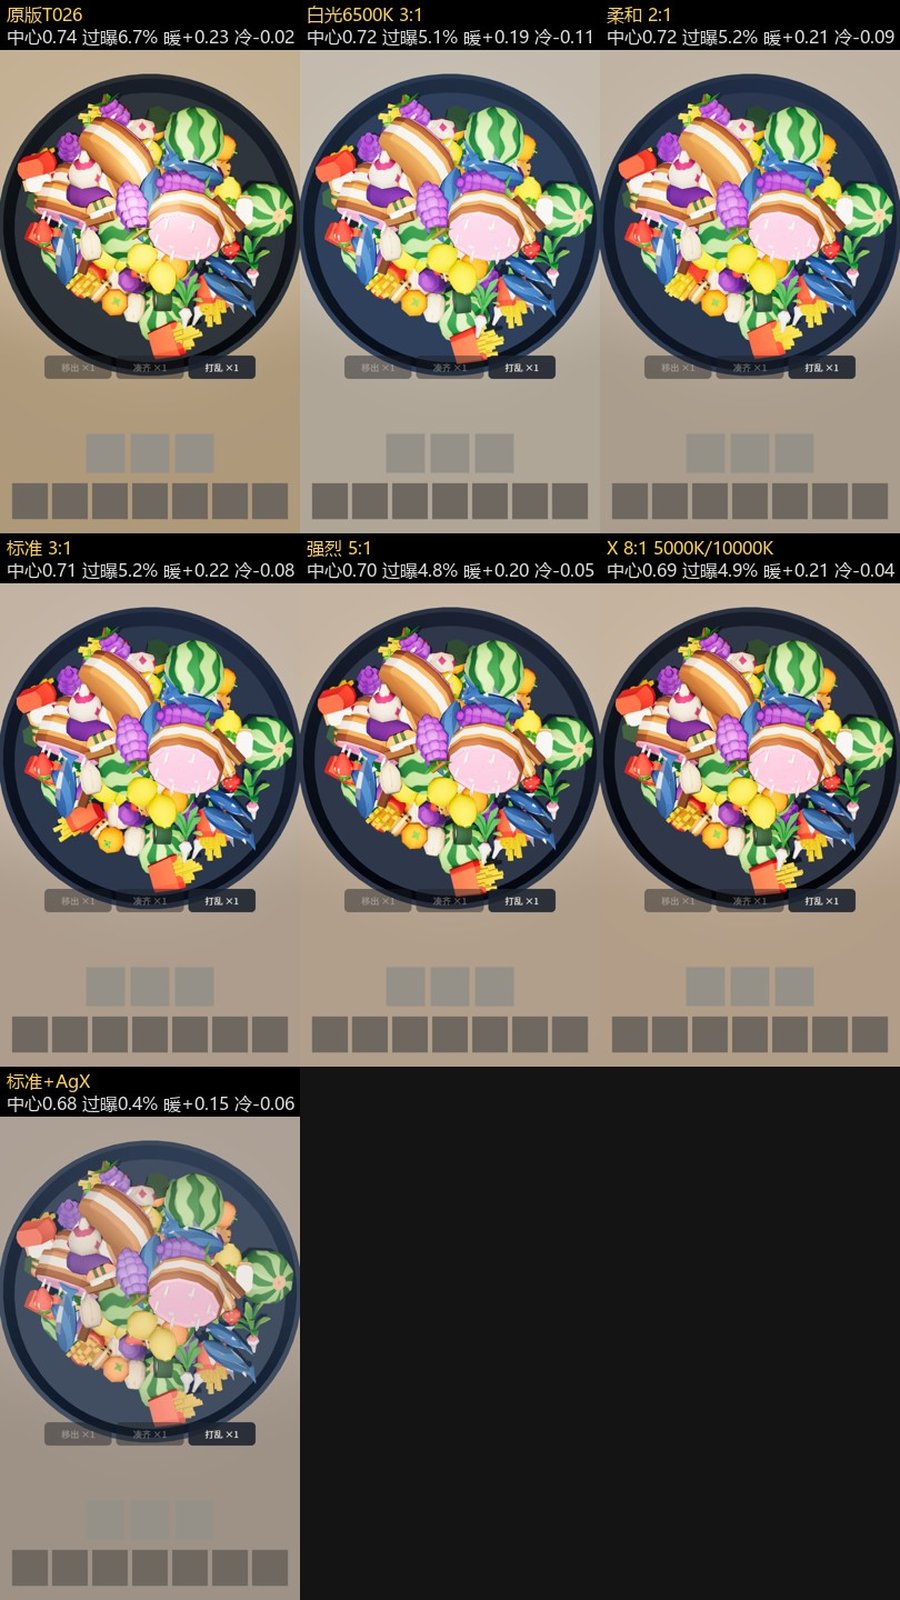 原版T026
中心0.74 过曝6.7% 暖+0.23 冷-0.02
白光6500K 3:1
中心0.72 过曝5.1% 暖+0.19 冷-0.11
柔和 2:1
中心0.72 过曝5.2% 暖+0.21 冷-0.09
移出 ×1 凑齐 ×1 打乱 ×1
移出 ×1 凑齐 ×1 打乱 ×1
移出 ×1 凑齐 ×1 打乱 ×1
标准 3:1
中心0.71 过曝5.2% 暖+0.22 冷-0.08
强烈 5:1
中心0.70 过曝4.8% 暖+0.20 冷-0.05
X 8:1 5000K/10000K
中心0.69 过曝4.9% 暖+0.21 冷-0.04
移出 ×1 凑齐 ×1 打乱 ×1
移出 ×1 凑齐 ×1 打乱 ×1
移出 ×1 凑齐 ×1 打乱 ×1
标准+AgX
中心0.68 过曝0.4% 暖+0.15 冷-0.06
移出 ×1 凑齐 ×1 打乱 ×1